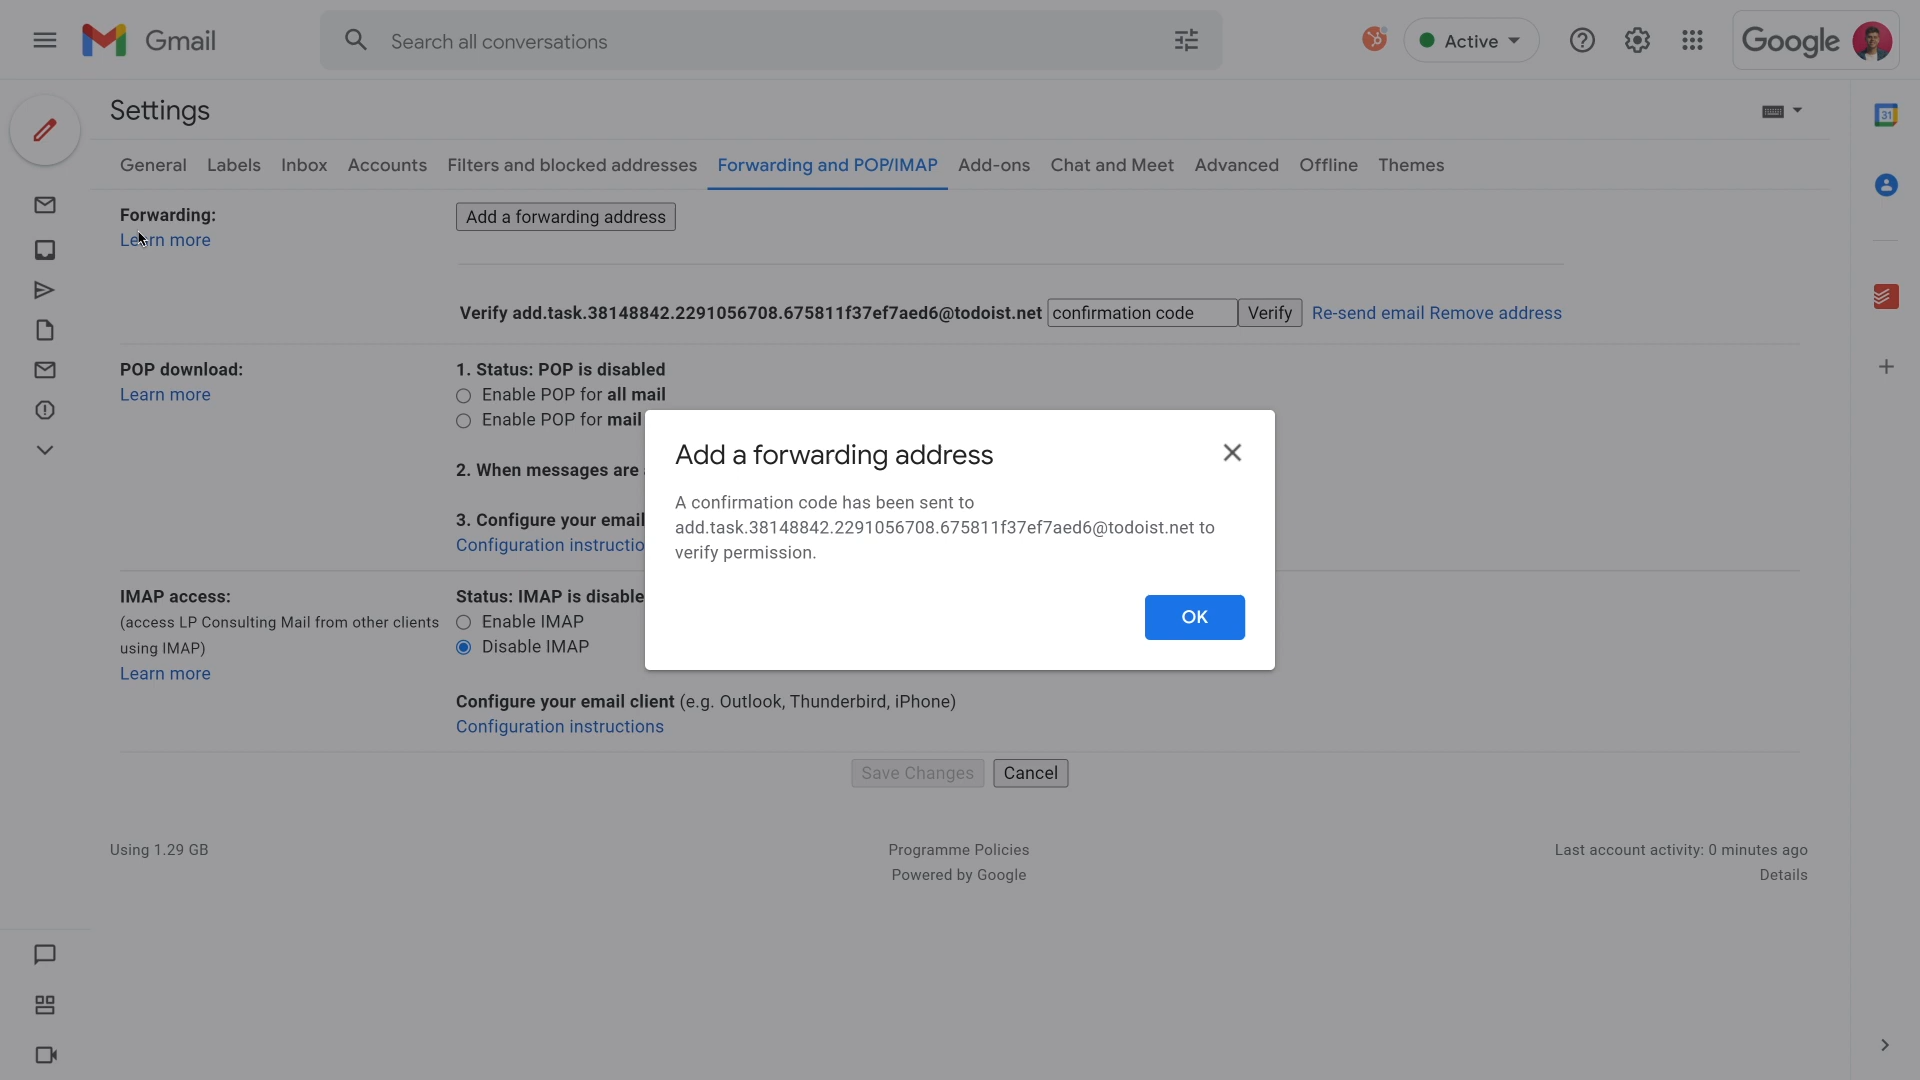 Gmail
Search all conversations
Active
Google
Settings
General Labels Inbox Accounts Filters and blocked addresses Forwarding and POP/IMAP Add-ons Chat and Meet Advanced Offline Themes
Forwarding:
Learn more
Add a forwarding address
Verify add.task.38148842.2291056708.675811f37ef7aed6@todoist.net confirmation code Verify Re-send email Remove address
POP download:
Learn more
1. Status: POP is disabled
Enable POP for all mail
Enable POP for mail
2. When messages are
3. Configure your email
Configuration instructio
Add a forwarding address
A confirmation code has been sent to
add.task.38148842.2291056708.675811f37ef7aed6@todoist.net to
verify permission.
OK
IMAP access:
(access LP Consulting Mail from other clients
using IMAP)
Learn more
Status: IMAP is disable
Enable IMAP
Disable IMAP
Configure your email client (e.g. Outlook, Thunderbird, iPhone)
Configuration instructions
Save Changes Cancel
Using 1.29 GB
Programme Policies
Powered by Google
Last account activity: 0 minutes ago
Details
31